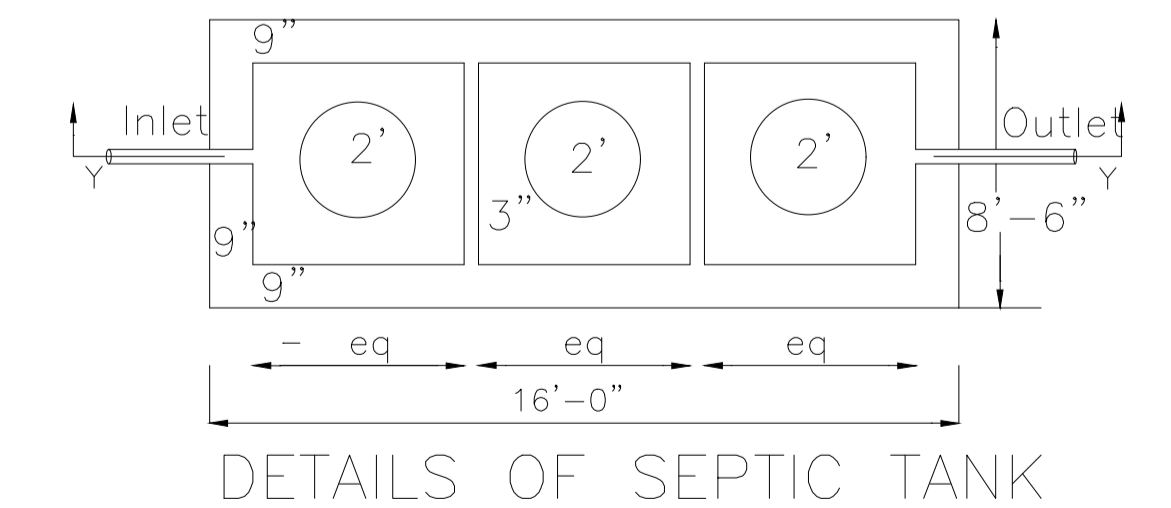 9”
Inlet
Outlet
2’
2’
2’
Y
Y
3”
8’–6”
9”
9”
– eq
eq
eq
16’–0”
DETAILS OF SEPTIC TANK